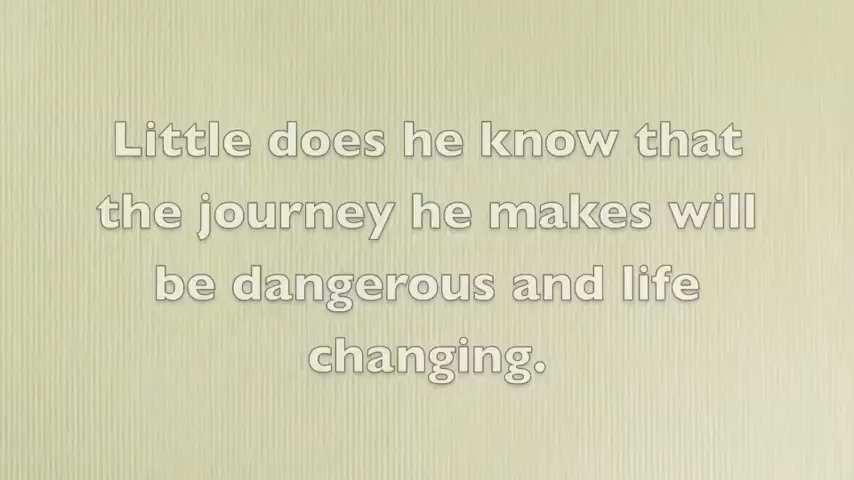 Little does he know that
the journey he makes will
be dangerous and life
changing.